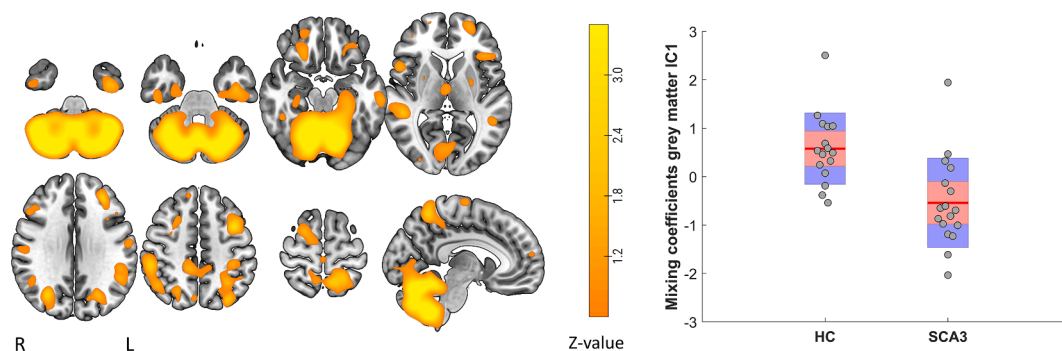 R
L
3.0
2.4
1.8
1.2
Z-value
Mixing coefficients grey matter IC1
3
2
1
0
-1
-2
-3
HC
SCA3